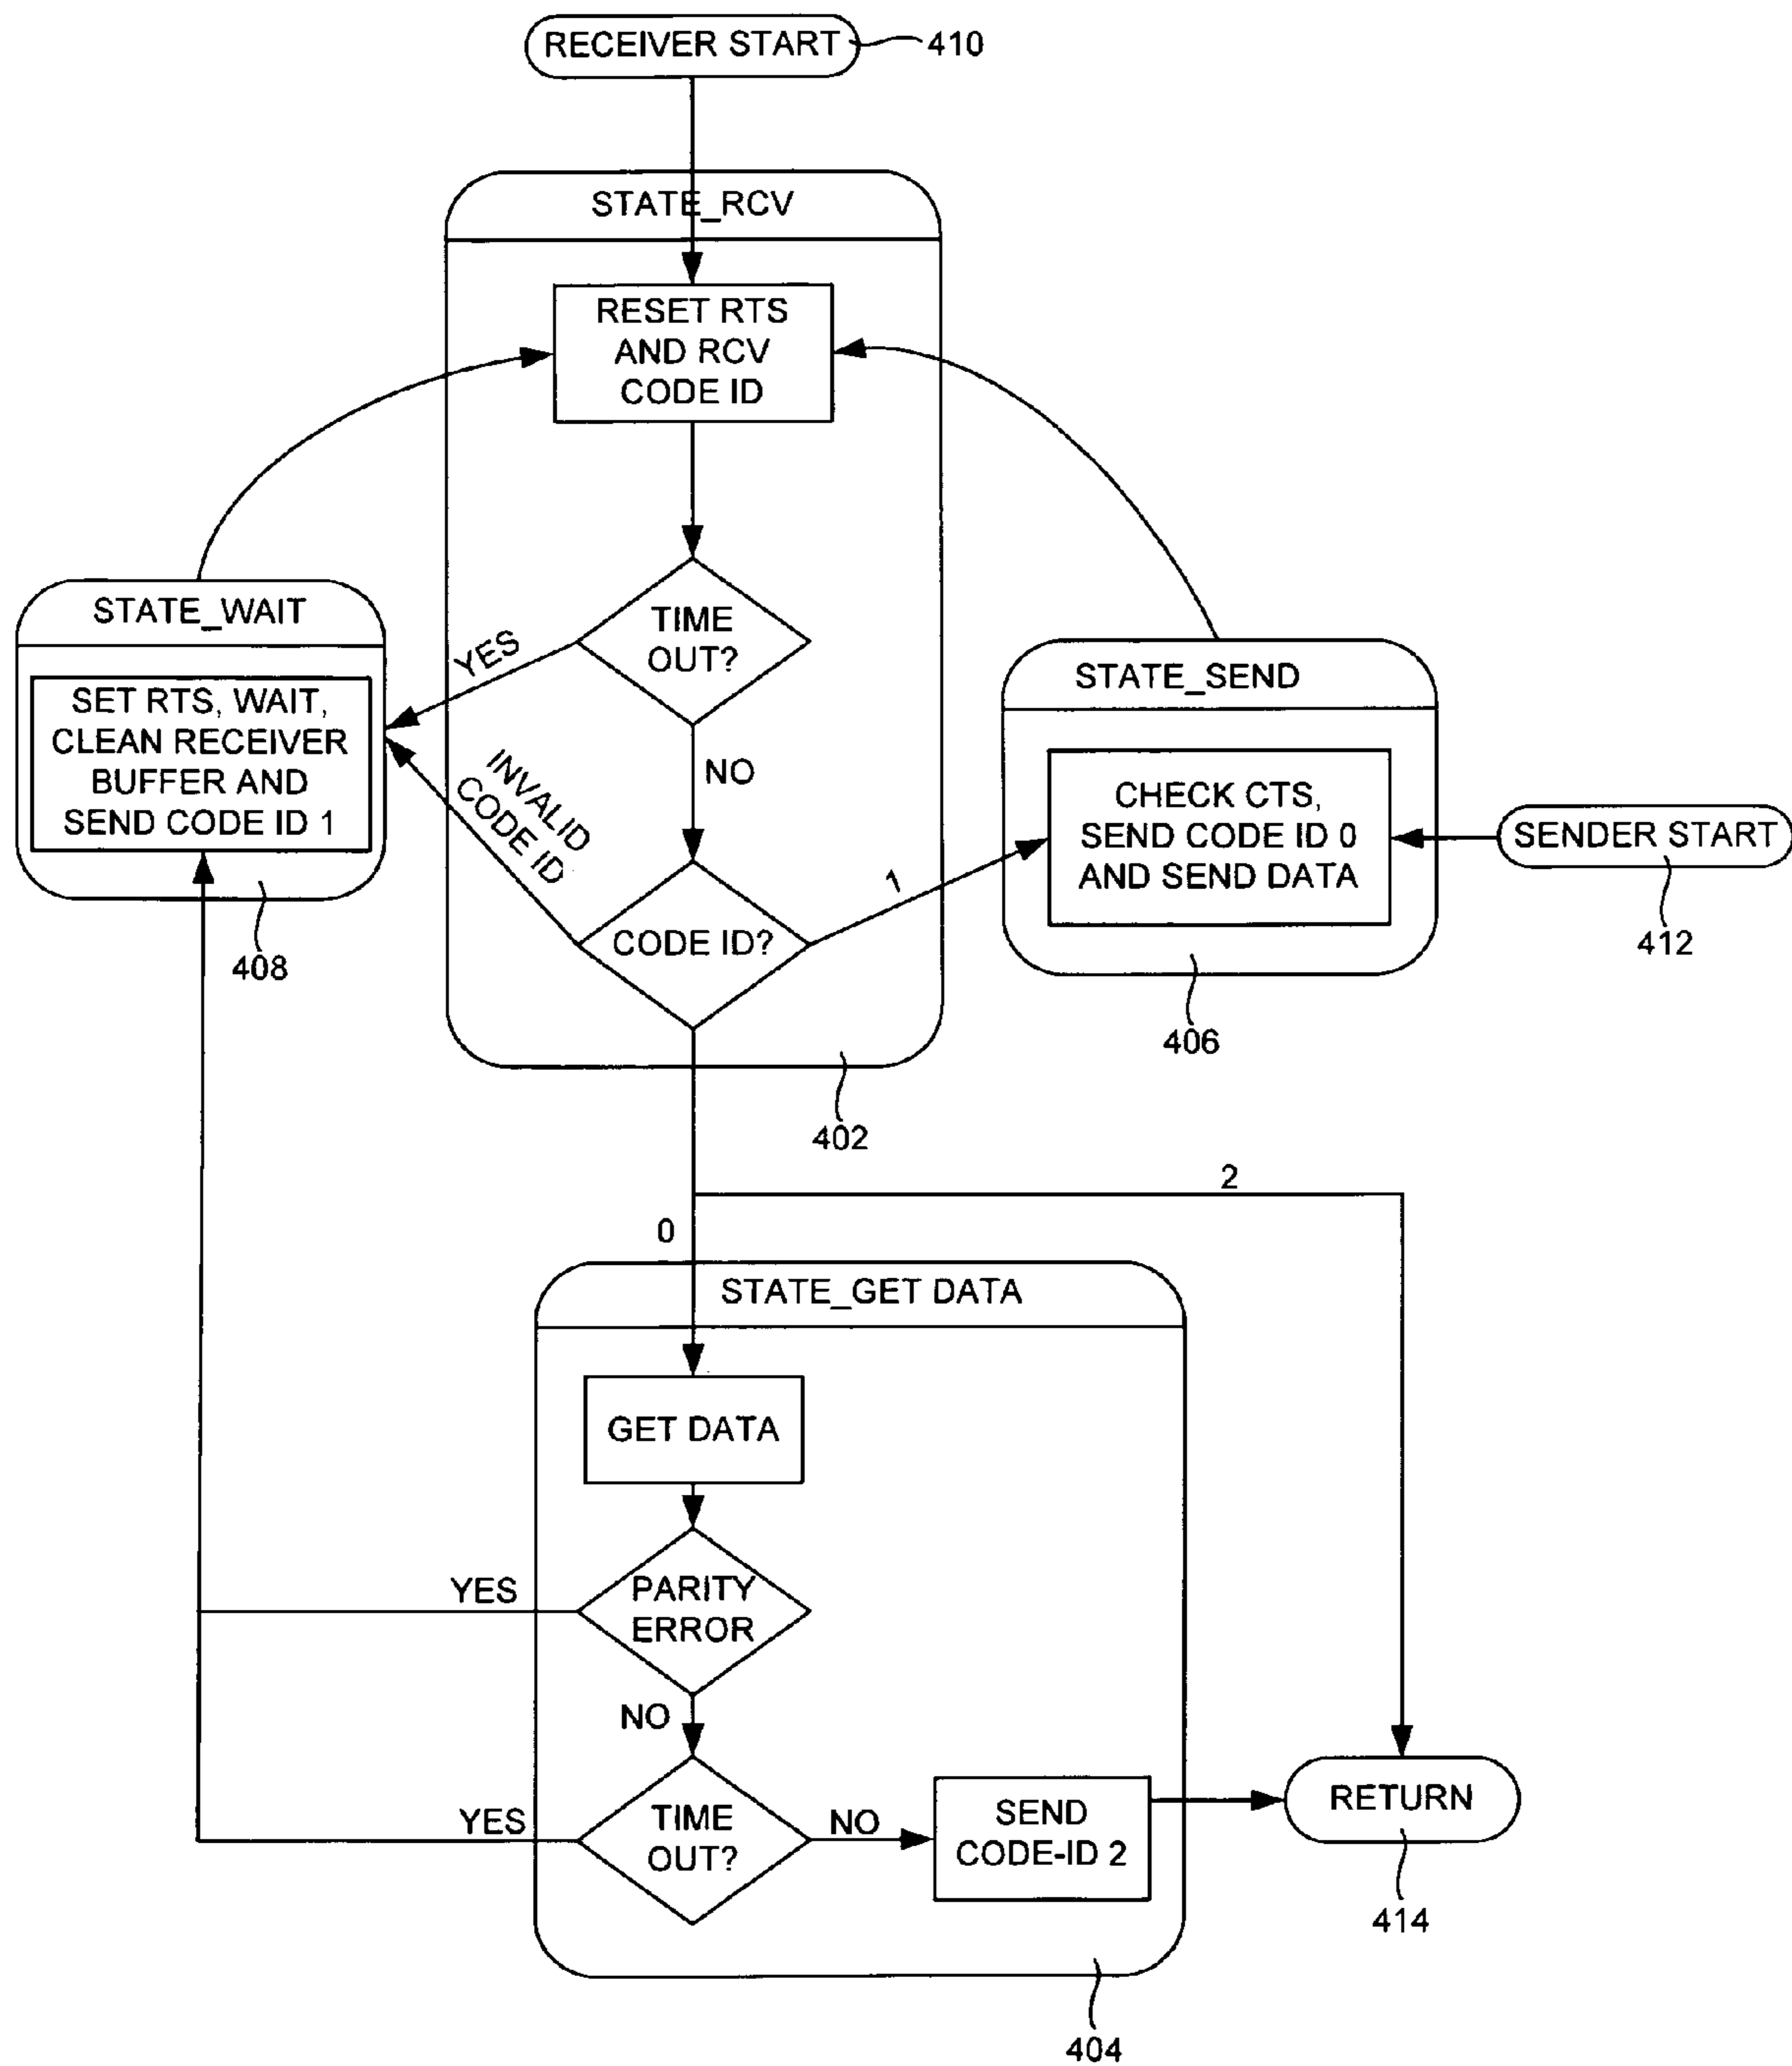 RECEIVER START
410
STATE_RCV
RESET RTS
AND RCV
CODE ID
TIME
OUT?
YES
NO
INVALID
CODE ID
CODE ID?
1
402
STATE_WAIT
SET RTS, WAIT,
CLEAN RECEIVER
BUFFER AND
SEND CODE ID 1
408
STATE_SEND
CHECK CTS,
SEND CODE ID 0
AND SEND DATA
406
SENDER START
412
2
0
STATE_GET DATA
GET DATA
PARITY
ERROR
YES
NO
TIME
OUT?
YES
NO
SEND
CODE-ID 2
RETURN
414
404